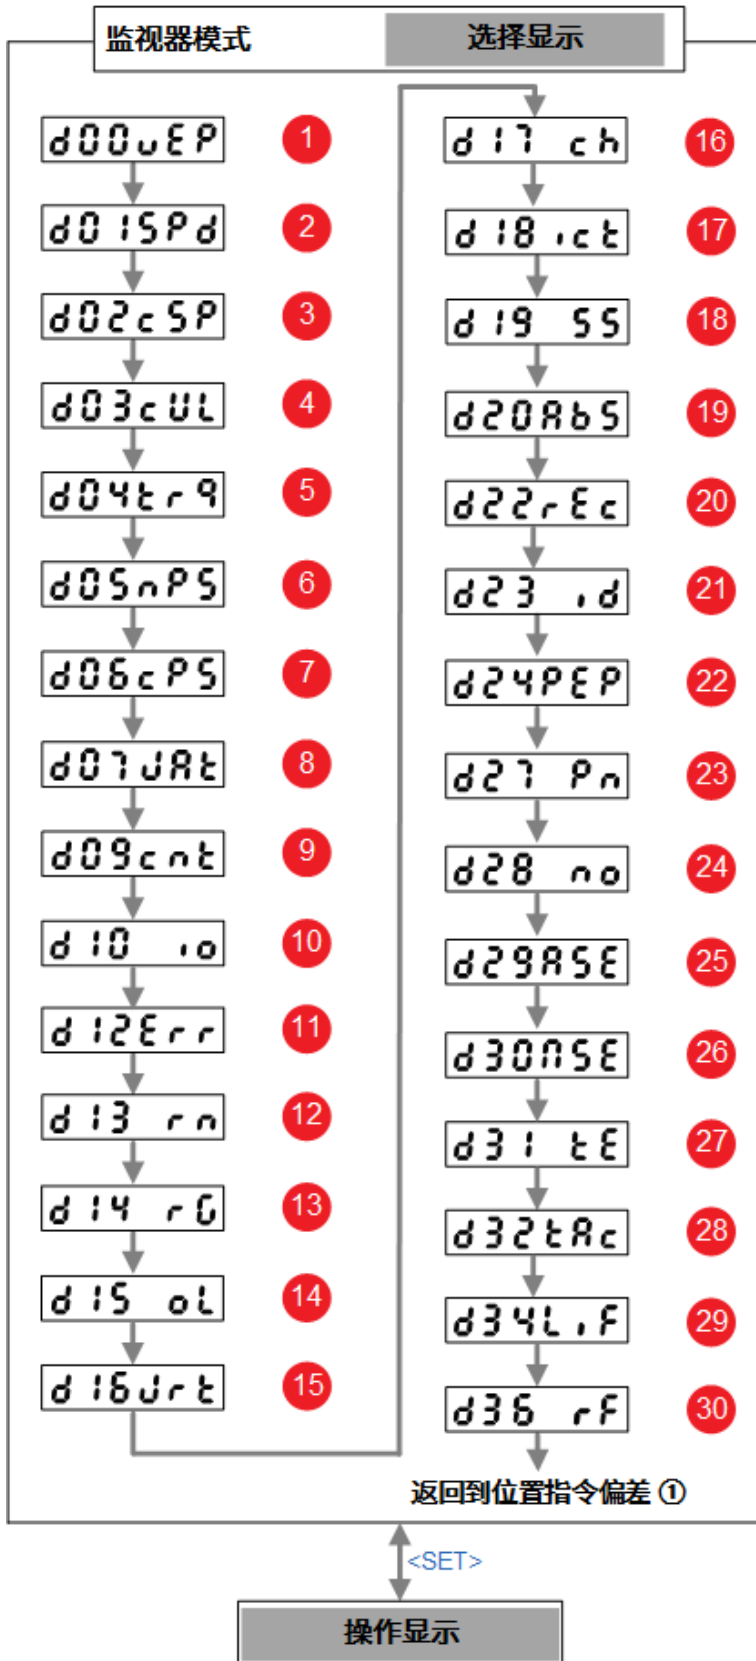 监视器模式
选择显示
d00uEP 1
d01SPd 2
d02cSP 3
d03cUL 4
d04trq 5
d05nPS 6
d06cPS 7
d07JAt 8
d09cnt 9
d10 io 10
d12Err 11
d13 rn 12
d14 rG 13
d15 oL 14
d16Jrt 15
d17 ch 16
d18ict 17
d19 SS 18
d20AbS 19
d22rEc 20
d23 id 21
d24PEP 22
d27 Pn 23
d28 no 24
d29ASE 25
d30MSE 26
d31 tE 27
d32tAc 28
d34LiF 29
d36 rF 30
返回到位置指令偏差 ①
<SET>
操作显示